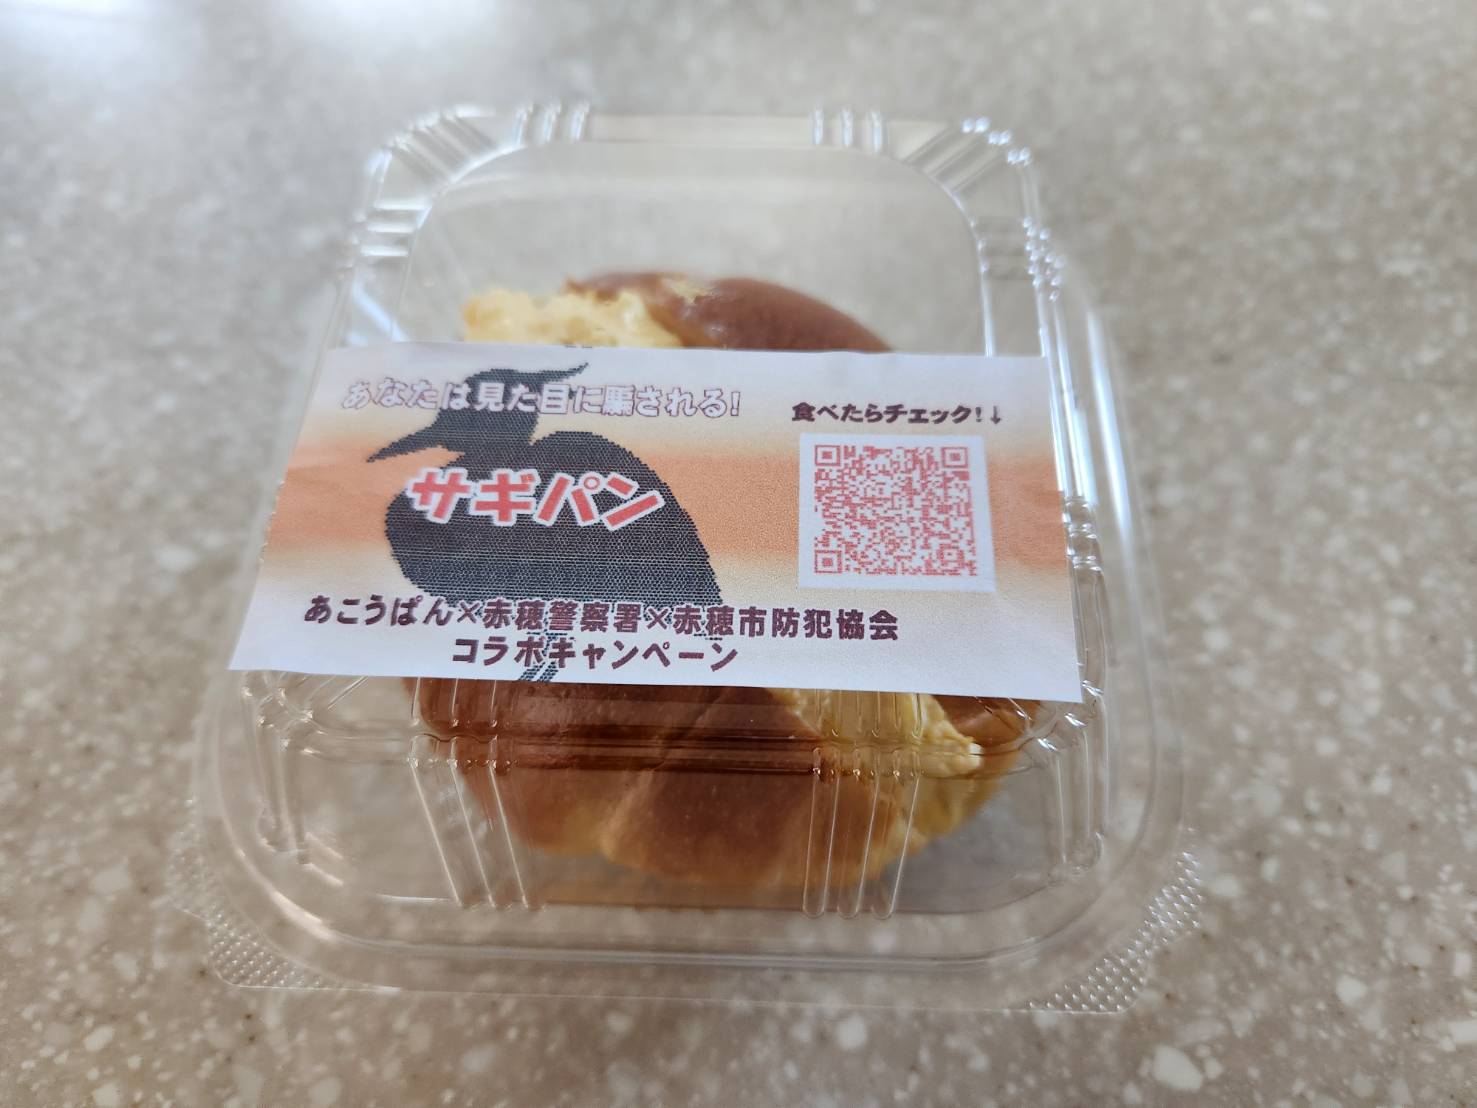 あなたは見た目に騙される!
食べたらチェック!↓
サギパン
あこうぱん×赤穂警察署×赤穂市防犯協会
コラボキャンペーン